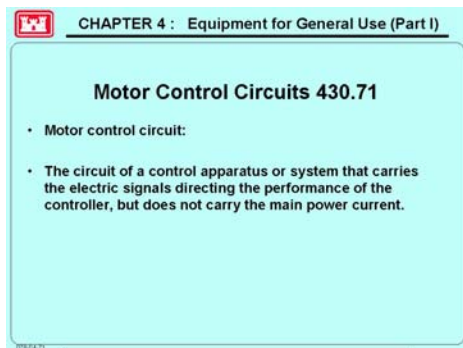 CHAPTER 4 : Equipment for General Use (Part I)
Motor Control Circuits 430.71
• Motor control circuit:
• The circuit of a control apparatus or system that carries
the electric signals directing the performance of the
controller, but does not carry the main power current.